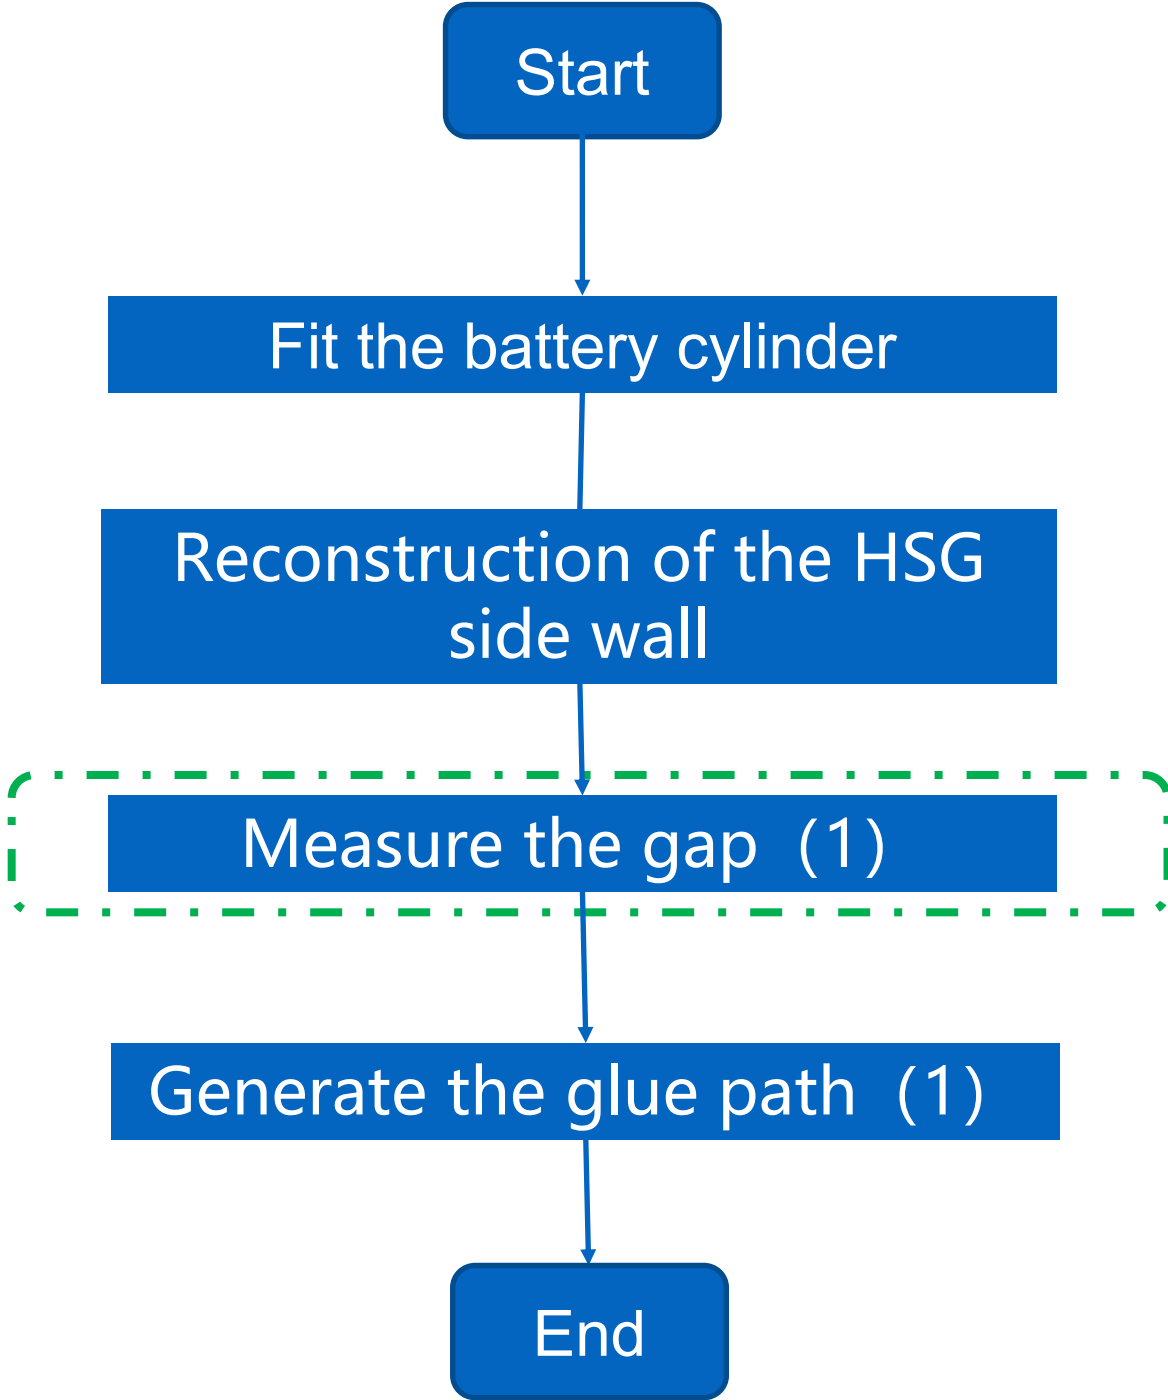 Start
Fit the battery cylinder
Reconstruction of the HSG
side wall
Measure the gap（1）
Generate the glue path（1）
End